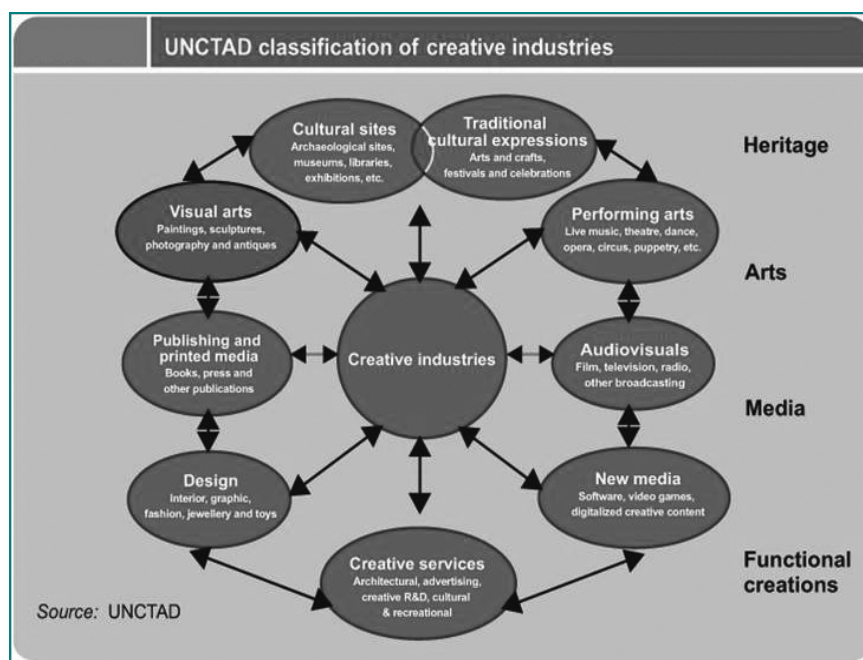 UNCTAD classification of creative industries
Cultural sites
Archaeological sites,
museums, libraries,
exhibitions, etc.
Traditional
cultural expressions
Arts and crafts,
festivals and celebrations
Heritage
Visual arts
Paintings, sculptures,
photography and antiques
Performing arts
Live music, theatre, dance,
opera, circus, puppetry, etc.
Arts
Publishing and
printed media
Books, press and
other publications
Creative industries
Audiovisuals
Film, television, radio,
other broadcasting
Media
Design
Interior, graphic,
fashion, jewellery and toys
New media
Software, video games,
digitalized creative content
Creative services
Architectural, advertising,
creative R&D, cultural
& recreational
Functional
creations
Source: UNCTAD